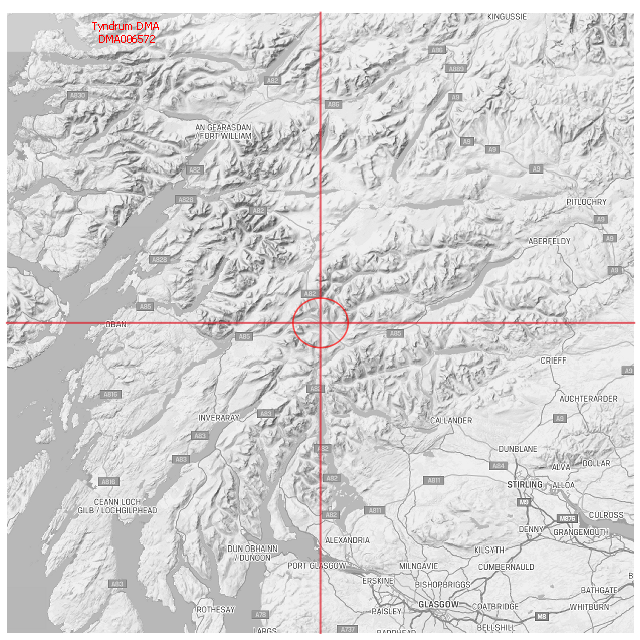 Tyndrum DMA
DMA006572
KINGUSSIE
A86
A889
A82
A830
A9
A86
AN GEARASDAN
/ FORT WILLIAM
A9
A9
A9
A82
A828
A82
PITLOCHRY
A9
ABERFELDY
A9
A828
A9
A82
A85
OBAN
A85
A85
CRIEFF
A9
A816
A82
AUCHTERARDER
INVERARAY
A83
A9
CALLANDER
A83
A82
DUNBLANE
A83
A84
ALVA
DOLLAR
A816
A82
A811
STIRLING
ALLOA
CEANN LOCH
GILB / LOCHGILPHEAD
M9
A82
A811
M876
CULROSS
DENNY
GRANGEMOUTH
ALEXANDRIA
DUN OBHAINN
/ DUNOON
KILSYTH
PORT GLASGOW
MILNGAVIE
CUMBERNAULD
A83
ERSKINE
BISHOPBRIGGS
BATHGATE
ROTHESAY
PAISLEY
GLASGOW
COATBRIDGE
WHITBURN
A78
M8
A737
BELLSHILL